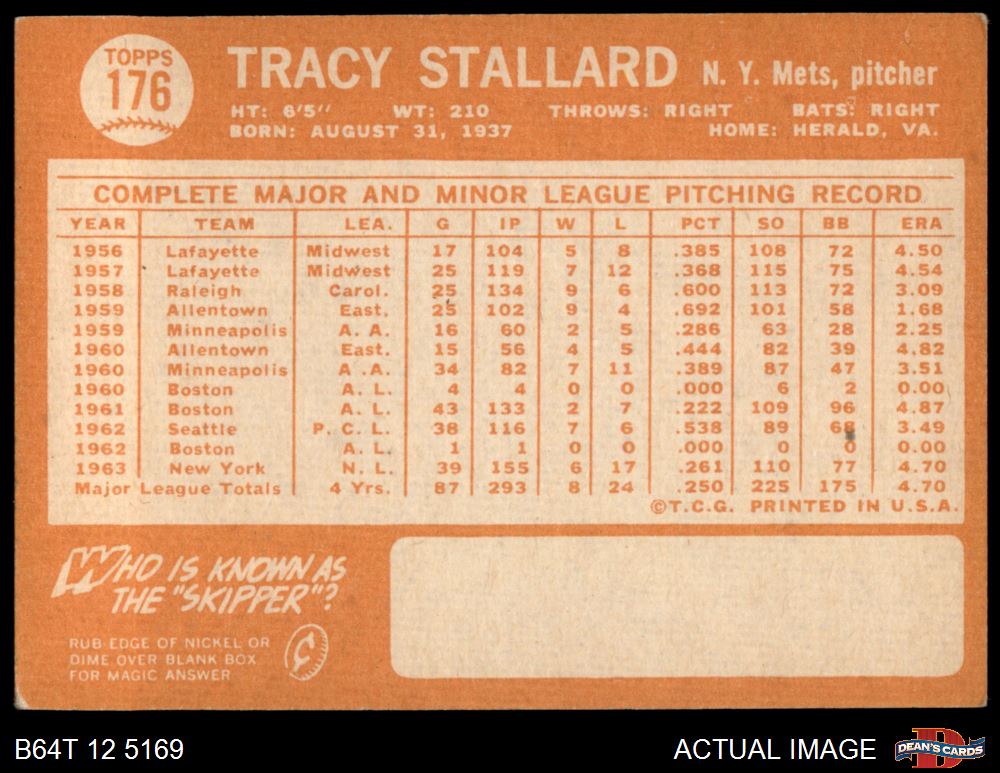 TOPPS
176
TRACY STALLARD N. Y. Mets, pitcher
HT: 6'5" WT: 210 THROWS: RIGHT BATS: RIGHT
BORN: AUGUST 31, 1937 HOME: HERALD, VA.
COMPLETE MAJOR AND MINOR LEAGUE PITCHING RECORD
YEAR TEAM LEA. G IP W L PCT SO BB ERA
1956 Lafayette Midwest 17 104 5 8 .385 108 72 4.50
1957 Lafayette Midwest 25 119 7 12 .368 115 75 4.54
1958 Raleigh Carol. 25 134 9 6 .600 113 72 3.09
1959 Allentown East. 25 102 9 4 .692 101 58 1.68
1959 Minneapolis A. A. 16 60 2 5 .286 63 28 2.25
1960 Allentown East. 15 56 4 5 .444 82 39 4.82
1960 Minneapolis A. A. 34 82 7 11 .389 87 47 3.51
1960 Boston A. L. 4 4 0 0 .000 6 2 0.00
1961 Boston A. L. 43 133 2 7 .222 109 96 4.87
1962 Seattle P. C. L. 38 116 7 6 .538 89 68 3.49
1962 Boston A. L. 1 1 0 0 .000 0 0 0.00
1963 New York N. L. 39 155 6 17 .261 110 77 4.70
Major League Totals 4 Yrs. 87 293 8 24 .250 225 175 4.70
©T.C.G. PRINTED IN U.S.A.
WHO IS KNOWN AS
THE "SKIPPER"?
RUB EDGE OF NICKEL OR
DIME OVER BLANK BOX
FOR MAGIC ANSWER
¢
B64T 12 5169 ACTUAL IMAGE
D
DEAN'S CARDS